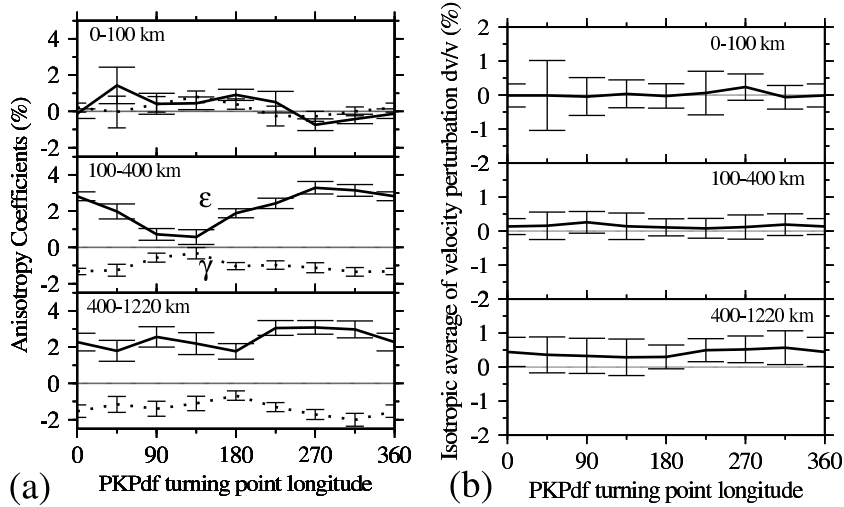 Anisotropy Coefficients (%)
0-100 km
4
2
0
-2
100-400 km
ε
γ
4
2
0
-2
400-1220 km
4
2
0
-2
0 90 180 270 360
PKPdf turning point longitude
(a)
Isotropic average of velocity perturbation dv/v (%)
0-100 km
2
1
0
-1
2
100-400 km
1
0
-1
2
400-1220 km
1
0
-1
2
0 90 180 270 360
PKPdf turning point longitude
(b)